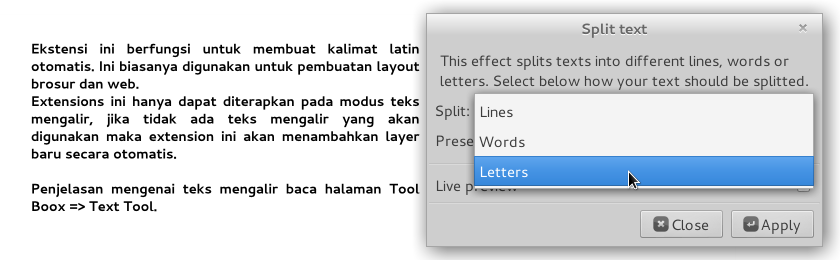 Ekstensi ini berfungsi untuk membuat kalimat latin
otomatis. Ini biasanya digunakan untuk pembuatan layout
brosur dan web.
Extensions ini hanya dapat diterapkan pada modus teks
mengalir, jika tidak ada teks mengalir yang akan
digunakan maka extension ini akan menambahkan layer
baru secara otomatis.
Penjelasan mengenai teks mengalir baca halaman Tool
Boox => Text Tool.
Split text
This effect splits texts into different lines, words or
letters. Select below how your text should be splitted.
Split:
Lines
Words
Letters
Prese
Live
Close
Apply